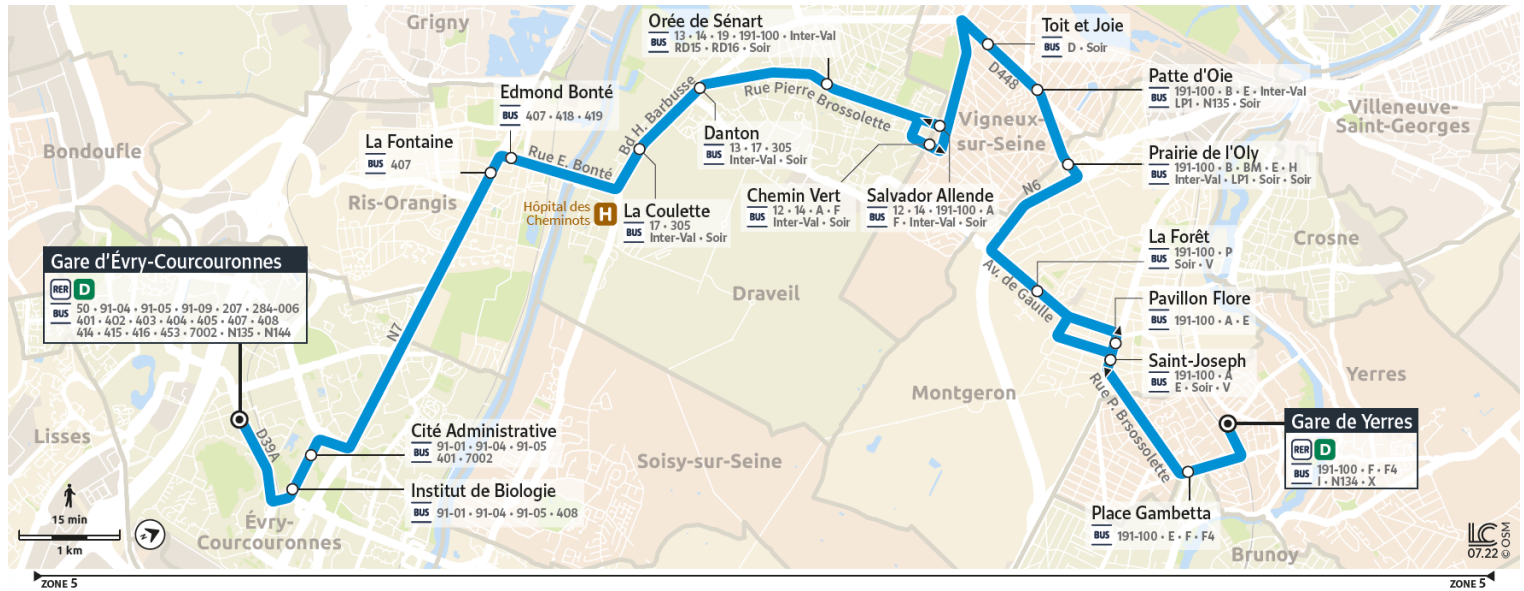 Grigny
Orée de Sénart
BUS 13 • 14 • 19 • 191-100 • Inter-Val
RD15 • RD16 • Soir
Toit et Joie
BUS D • Soir
Patte d'Oie
BUS 191-100 • B • E • Inter-Val
LP1 • N135 • Soir
Villeneuve-
Saint-Georges
Edmond Bonté
BUS 407 • 418 • 419
Bd H. Barbusse
Rue Pierre Brossolette
D448
Vigneux-
sur-Seine
Bondoufle
La Fontaine
BUS 407
Rue E. Bonté
Danton
BUS 13 • 17 • 305
Inter-Val • Soir
Prairie de l'Oly
BUS 191-100 • B • BM • E • H
Inter-Val • LP1 • Soir • Soir
N6
Ris-Orangis
Hôpital des
Cheminots
H
La Coulette
BUS 17 • 305
Inter-Val • Soir
Chemin Vert
BUS 12 • 14 • A • F
Inter-Val • Soir
Salvador Allende
BUS 12 • 14 • 191-100 • A
F • Inter-Val • Soir
La Forêt
BUS 191-100 • P
Soir • V
Crosne
Gare d'Évry-Courcouronnes
RER D
BUS 50 • 91-04 • 91-05 • 91-09 • 207 • 284-006
401 • 402 • 403 • 404 • 405 • 407 • 408
414 • 415 • 416 • 453 • 7002 • N135 • N144
N7
Draveil
Av. de Gaulle
Pavillon Flore
BUS 191-100 • A • E
Saint-Joseph
BUS 191-100 • A
E • Soir • V
Yerres
Montgeron
Rue P. Brsossolette
Gare de Yerres
RER D
BUS 191-100 • F • F4
I • N134 • X
Lisses
D39A
Cité Administrative
BUS 91-01 • 91-04 • 91-05
401 • 7002
Soisy-sur-Seine
Institut de Biologie
BUS 91-01 • 91-04 • 91-05 • 408
Place Gambetta
BUS 191-100 • E • F • F4
Évry-
Courcouronnes
15 min
1 km
Brunoy
LC
07.22
© OSM
ZONE 5
ZONE 5